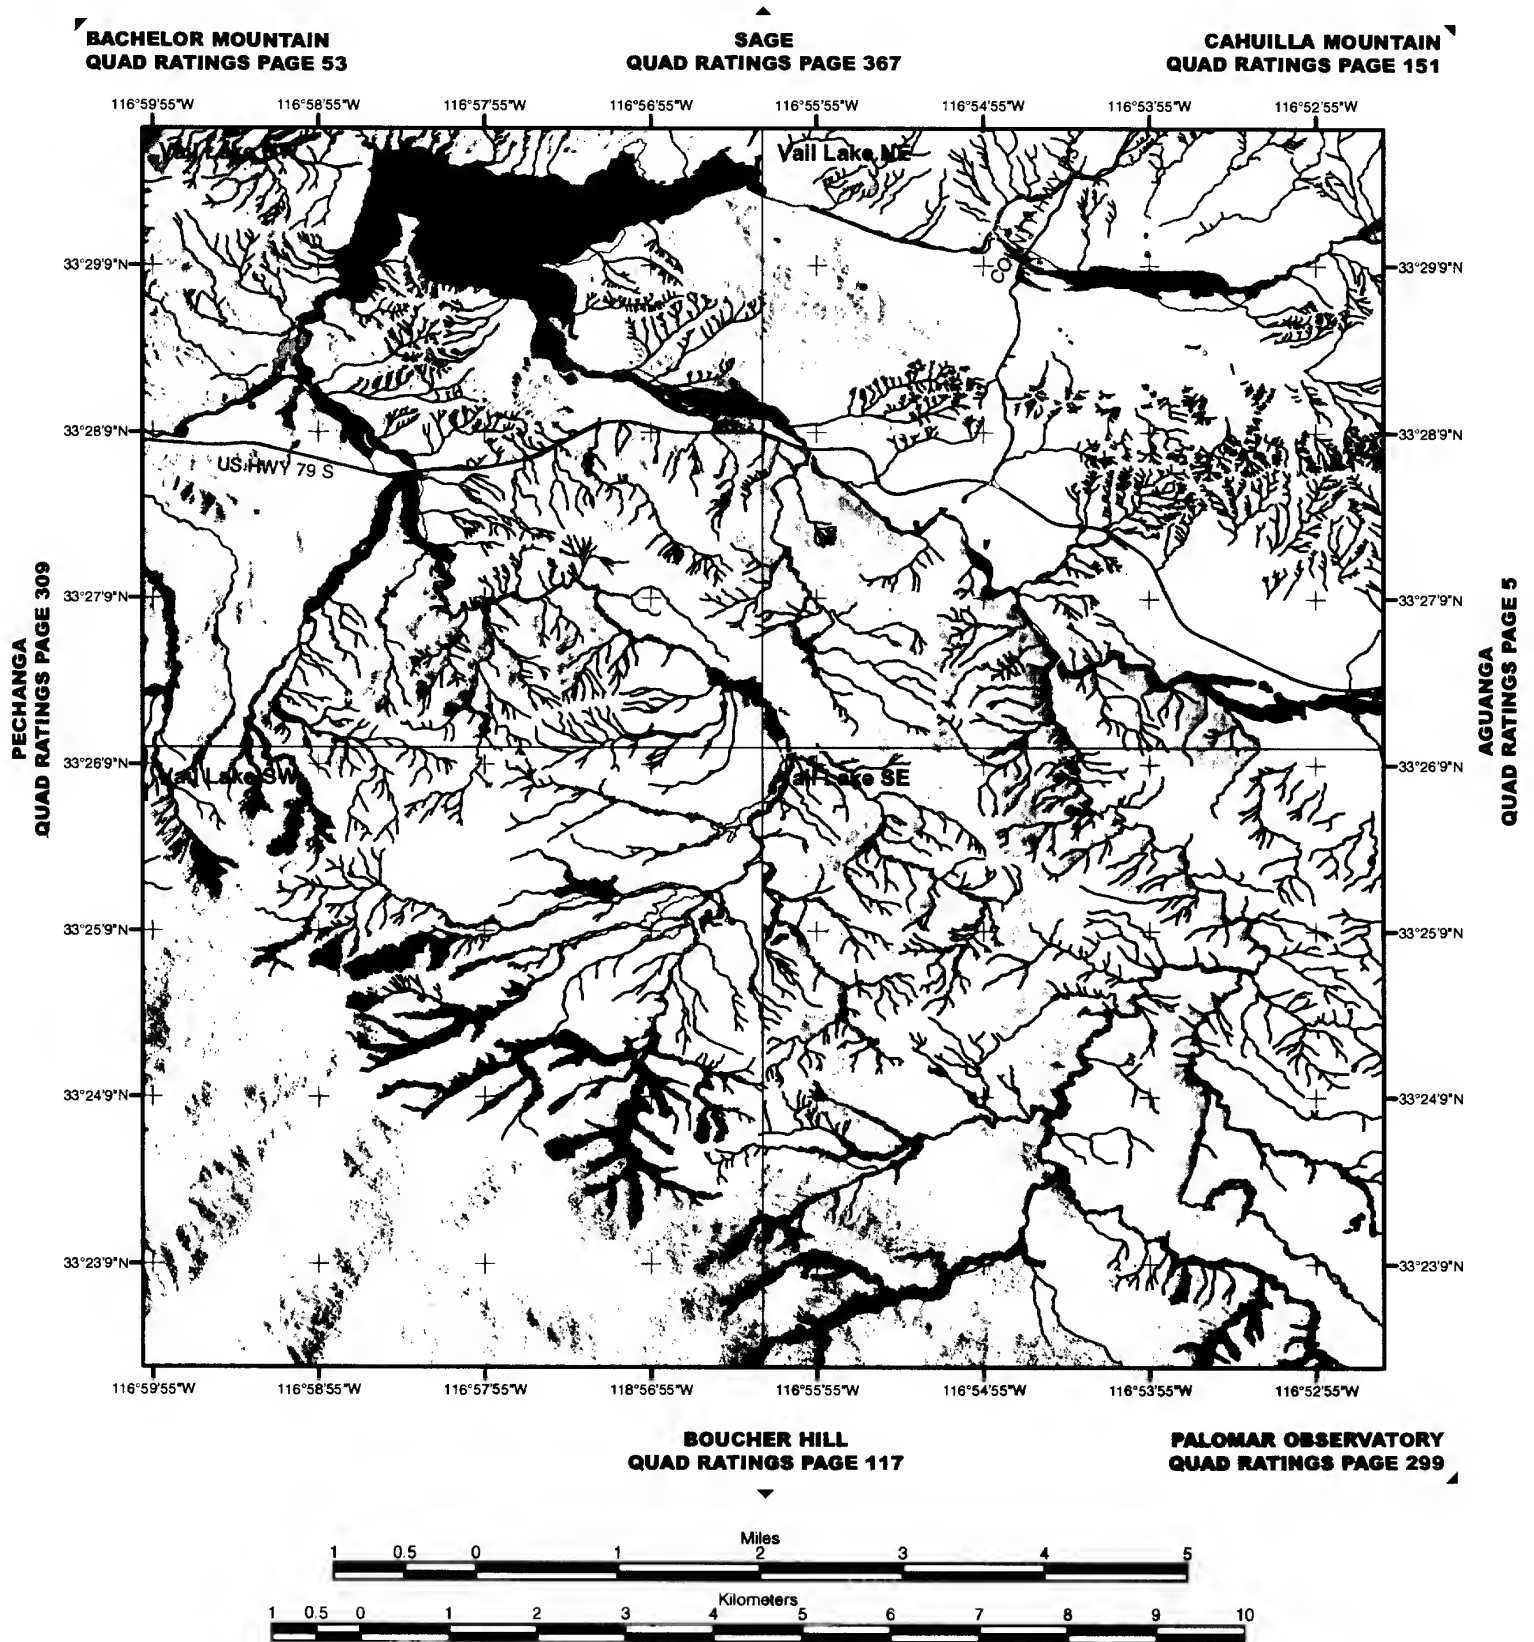 BACHELOR MOUNTAIN
QUAD RATINGS PAGE 53
SAGE
QUAD RATINGS PAGE 367
CAHUILLA MOUNTAIN
QUAD RATINGS PAGE 151
116°59'55"W 116°58'55"W 116°57'55"W 116°56'55"W 116°55'55"W 116°54'55"W 116°53'55"W 116°52'55"W
Vail Lake
Vail Lake NE
33°29'9"N 33°29'9"N
33°28'9"N 33°28'9"N
US HWY 79 S
PECHANGA
QUAD RATINGS PAGE 309
33°27'9"N 33°27'9"N
AGUANGA
QUAD RATINGS PAGE 5
33°26'9"N 33°26'9"N
Vail Lake SW
Vail Lake SE
33°25'9"N 33°25'9"N
33°24'9"N 33°24'9"N
33°23'9"N 33°23'9"N
116°59'55"W 116°58'55"W 116°57'55"W 118°56'55"W 116°55'55"W 116°54'55"W 116°53'55"W 116°52'55"W
BOUCHER HILL
QUAD RATINGS PAGE 117
PALOMAR OBSERVATORY
QUAD RATINGS PAGE 299
Miles
1 0.5 0 1 2 3 4 5
Kilometers
1 0.5 0 1 2 3 4 5 6 7 8 9 10